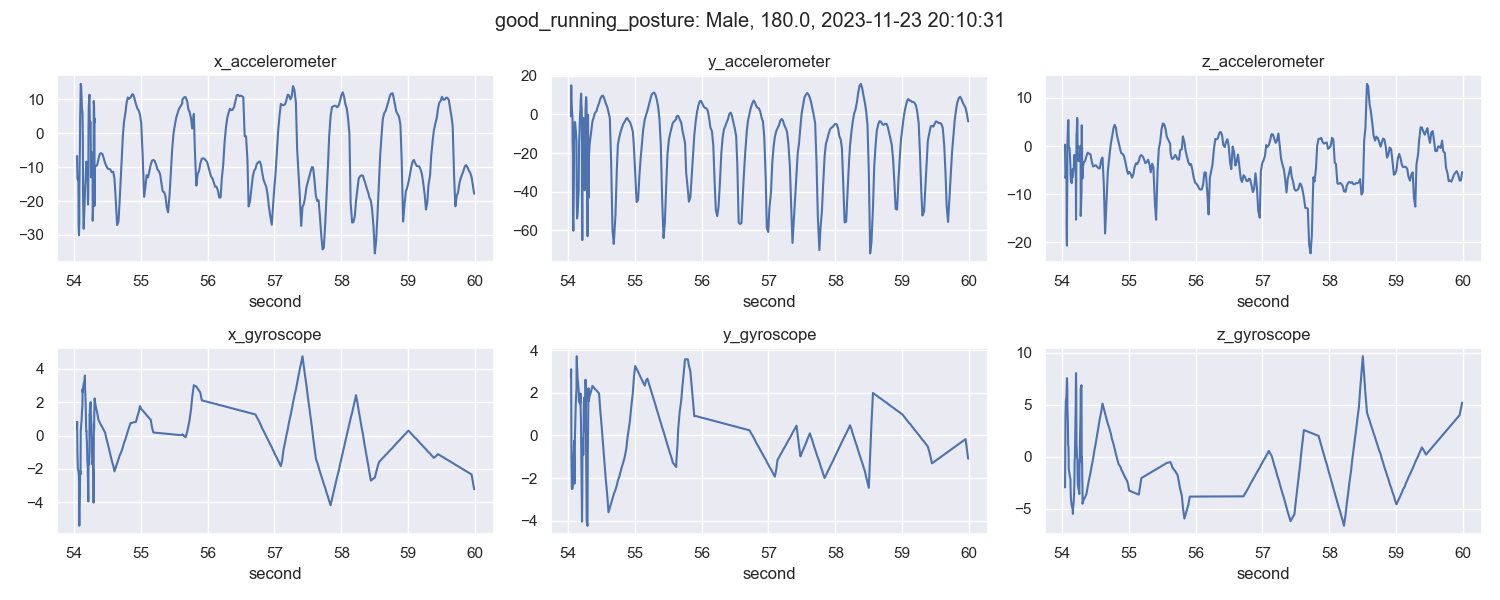 good_running_posture: Male, 180.0, 2023-11-23 20:10:31
x_accelerometer
10
0
−10
−20
−30
54 55 56 57 58 59 60
second
y_accelerometer
20
0
−20
−40
−60
54 55 56 57 58 59 60
second
z_accelerometer
10
0
−10
−20
54 55 56 57 58 59 60
second
x_gyroscope
4
2
0
−2
−4
54 55 56 57 58 59 60
second
y_gyroscope
4
2
0
−2
−4
54 55 56 57 58 59 60
second
z_gyroscope
10
5
0
−5
54 55 56 57 58 59 60
second